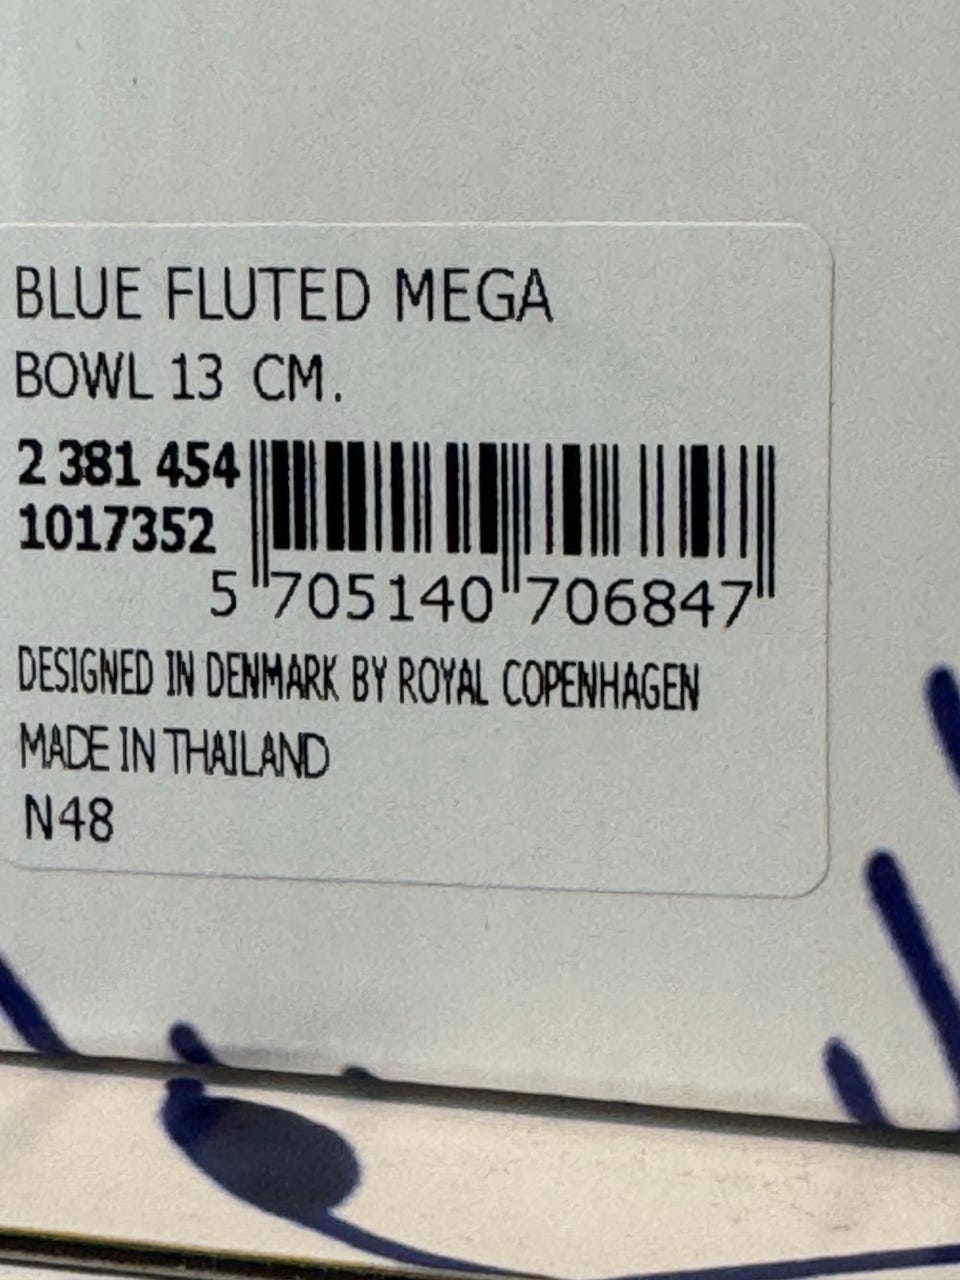 BLUE FLUTED MEGA
BOWL 13 CM.
2 381 454
1017352
5 705140 706847
DESIGNED IN DENMARK BY ROYAL COPENHAGEN
MADE IN THAILAND
N48